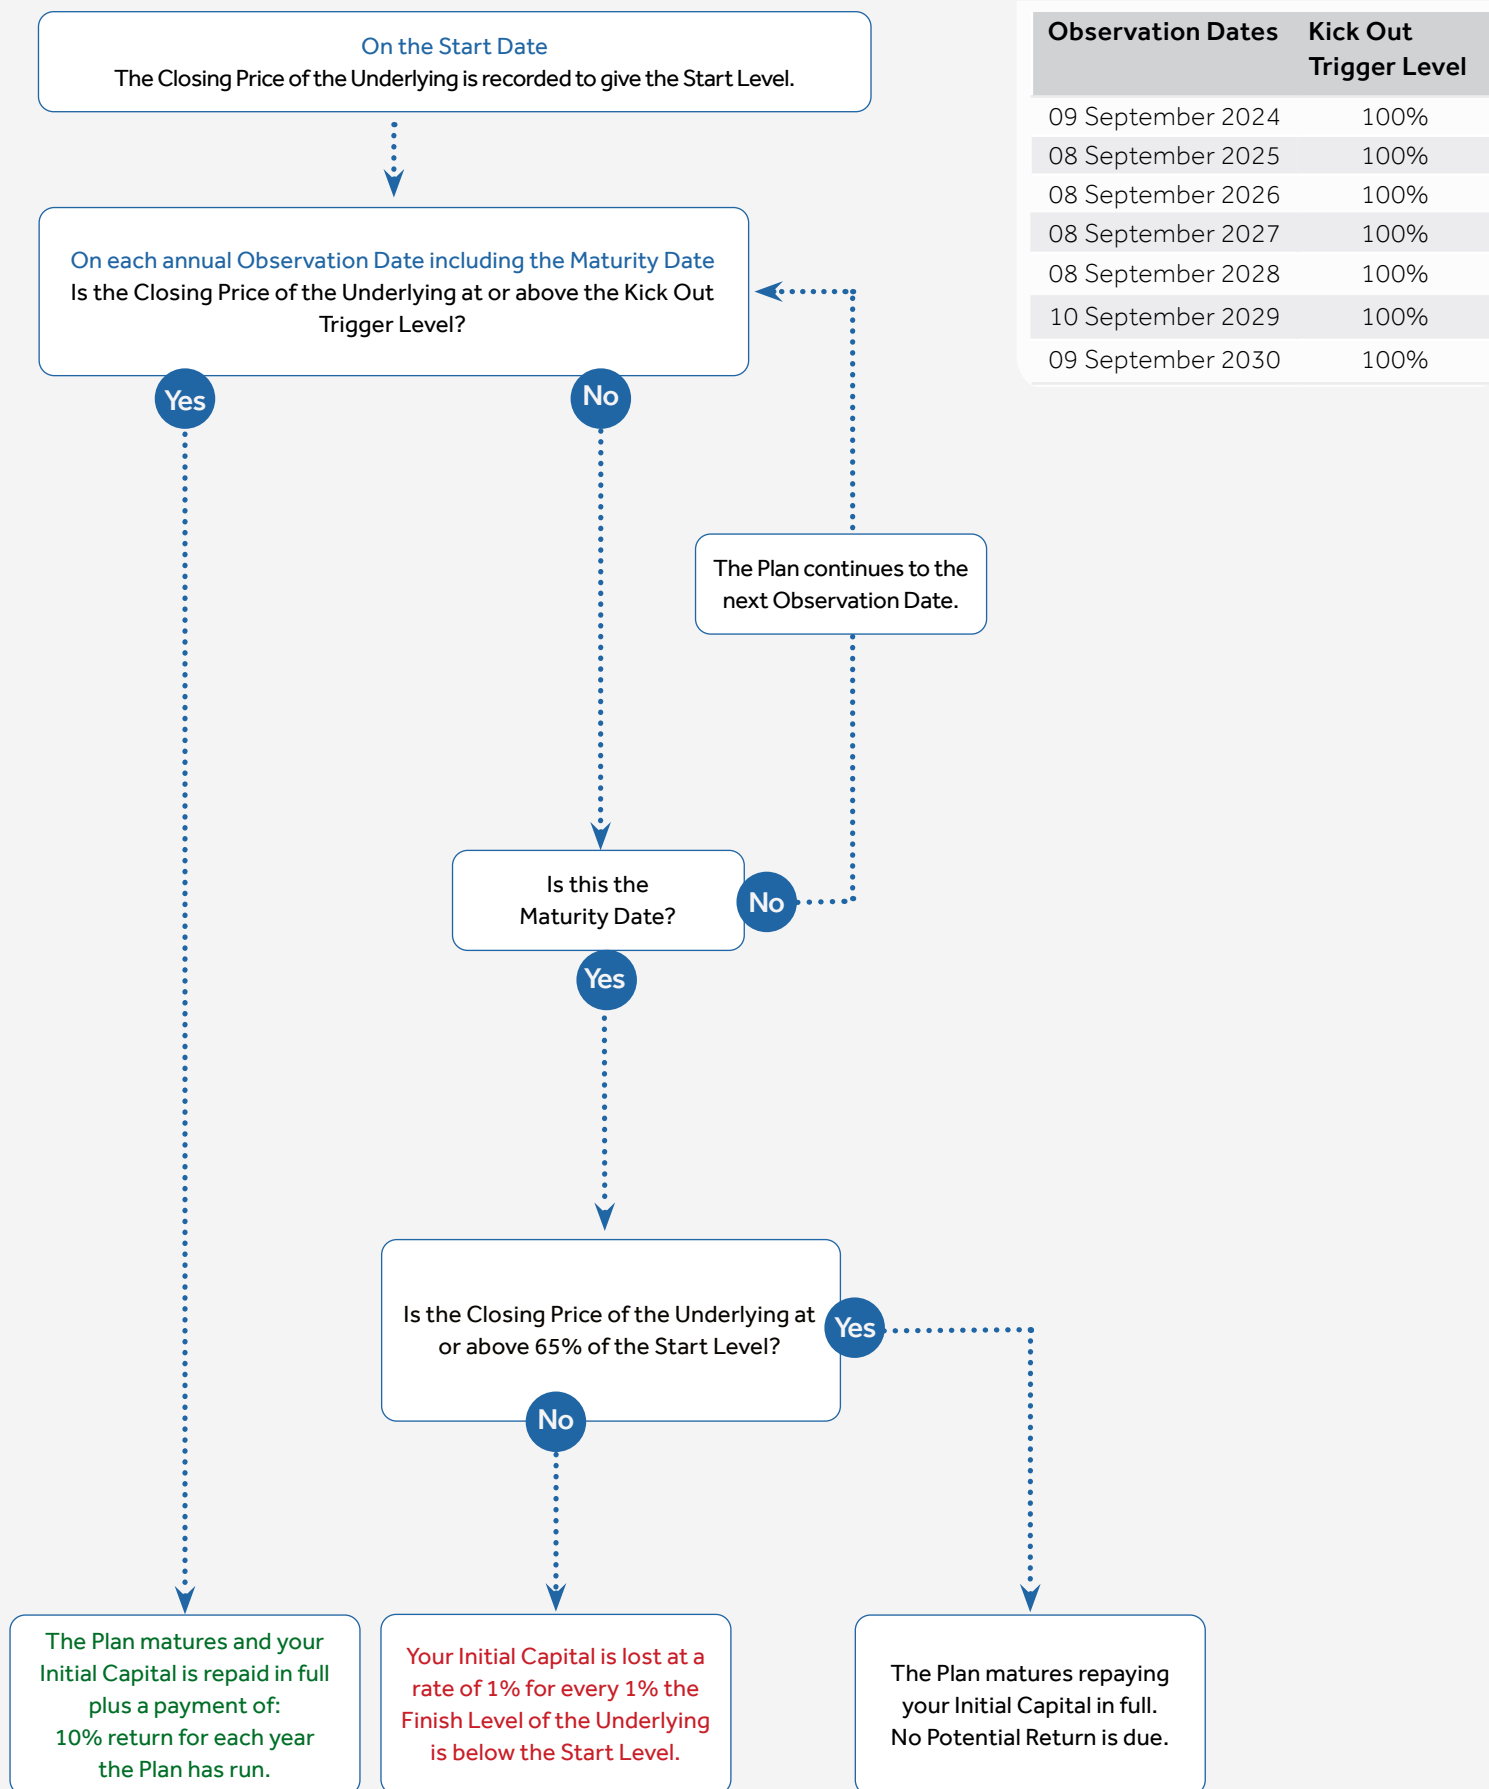 On the Start Date
The Closing Price of the Underlying is recorded to give the Start Level.
Observation Dates Kick Out
Trigger Level
09 September 2024 100%
08 September 2025 100%
08 September 2026 100%
08 September 2027 100%
08 September 2028 100%
10 September 2029 100%
09 September 2030 100%
On each annual Observation Date including the Maturity Date
Is the Closing Price of the Underlying at or above the Kick Out
Trigger Level?
Yes
No
The Plan continues to the
next Observation Date.
Is this the
Maturity Date?
No
Yes
Is the Closing Price of the Underlying at
or above 65% of the Start Level?
Yes
No
The Plan matures and your
Initial Capital is repaid in full
plus a payment of:
10% return for each year
the Plan has run.
Your Initial Capital is lost at a
rate of 1% for every 1% the
Finish Level of the Underlying
is below the Start Level.
The Plan matures repaying
your Initial Capital in full.
No Potential Return is due.